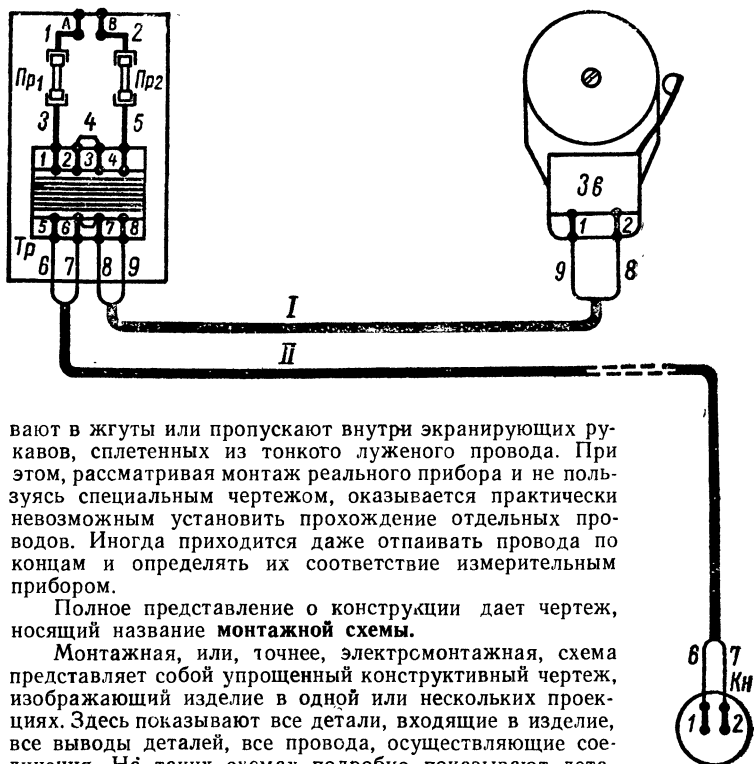 A В
1 2
Пр1 Пр2
3 4 5
1 2 3 4
5 6 7 8
Тр
6 7 8 9
Зв
1 2
9 8
I
II
вают в жгуты или пропускают внутри экранирующих ру-
кавов, сплетенных из тонкого луженого провода. При
этом, рассматривая монтаж реального прибора и не поль-
зуясь специальным чертежом, оказывается практически
невозможным установить прохождение отдельных про-
водов. Иногда приходится даже отпаивать провода по
концам и определять их соответствие измерительным
прибором.
Полное представление о конструкции дает чертеж,
носящий название монтажной схемы.
Монтажная, или, точнее, электромонтажная, схема
представляет собой упрощенный конструктивный чертеж,
изображающий изделие в одной или нескольких проек-
циях. Здесь показывают все детали, входящие в изделие,
все выводы деталей, все провода, осуществляющие сое-
6 7
Кн
1 2